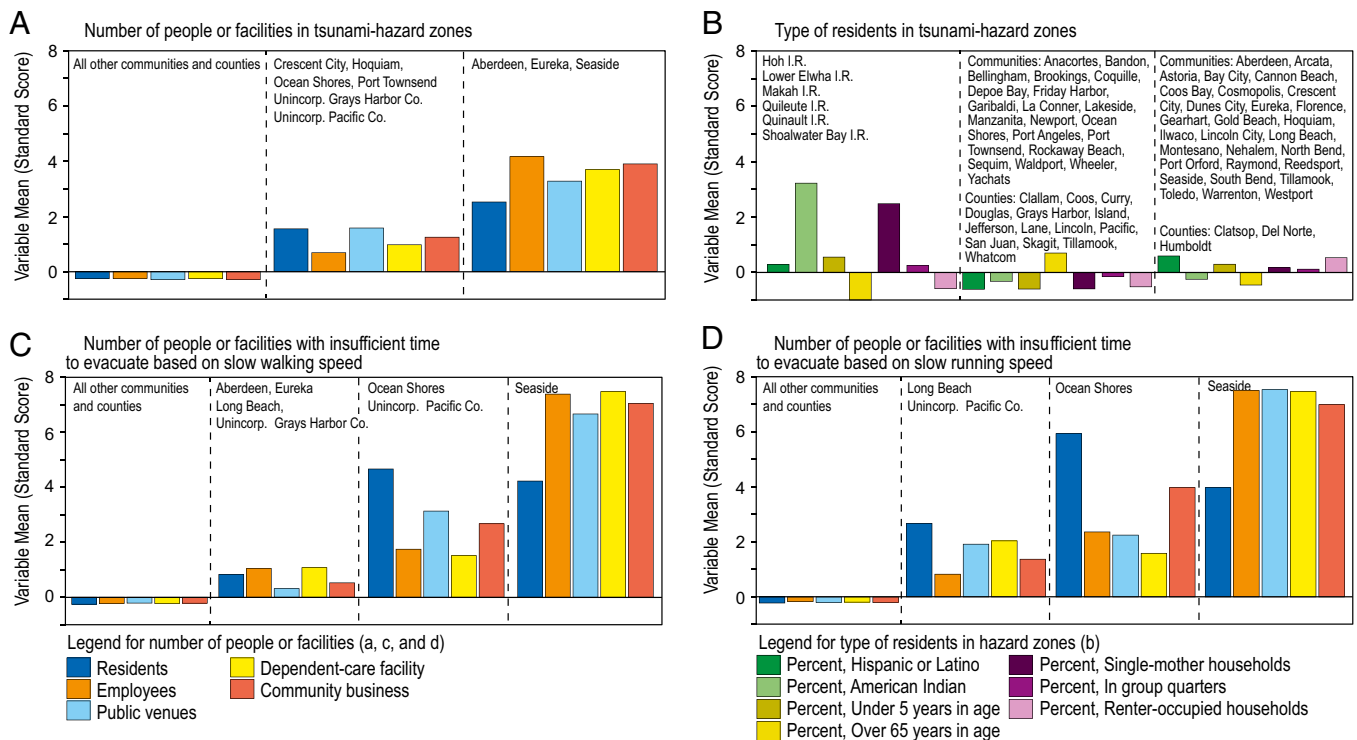 A
Number of people or facilities in tsunami-hazard zones
Variable Mean (Standard Score)
8
6
4
2
0
All other communities and counties
Crescent City, Hoquiam,
Ocean Shores, Port Townsend
Unincorp. Grays Harbor Co.
Unincorp. Pacific Co.
Aberdeen, Eureka, Seaside
B
Type of residents in tsunami-hazard zones
Variable Mean (Standard Score)
8
6
4
2
0
Hoh I.R.
Lower Elwha I.R.
Makah I.R.
Quileute I.R.
Quinault I.R.
Shoalwater Bay I.R.
Communities: Anacortes, Bandon,
Bellingham, Brookings, Coquille,
Depoe Bay, Friday Harbor,
Garibaldi, La Conner, Lakeside,
Manzanita, Newport, Ocean
Shores, Port Angeles, Port
Townsend, Rockaway Beach,
Sequim, Waldport, Wheeler,
Yachats
Counties: Clallam, Coos, Curry,
Douglas, Grays Harbor, Island,
Jefferson, Lane, Lincoln, Pacific,
San Juan, Skagit, Tillamook,
Whatcom
Communities: Aberdeen, Arcata,
Astoria, Bay City, Cannon Beach,
Coos Bay, Cosmopolis, Crescent
City, Dunes City, Eureka, Florence,
Gearhart, Gold Beach, Hoquiam,
Ilwaco, Lincoln City, Long Beach,
Montesano, Nehalem, North Bend,
Port Orford, Raymond, Reedsport,
Seaside, South Bend, Tillamook,
Toledo, Warrenton, Westport
Counties: Clatsop, Del Norte,
Humboldt
C
Number of people or facilities with insufficient time
to evacuate based on slow walking speed
Variable Mean (Standard Score)
8
6
4
2
0
All other communities
and counties
Aberdeen, Eureka
Long Beach,
Unincorp. Grays Harbor Co.
Ocean Shores
Unincorp. Pacific Co.
Seaside
D
Number of people or facilities with insufficient time
to evacuate based on slow running speed
Variable Mean (Standard Score)
8
6
4
2
0
All other communities
and counties
Long Beach
Unincorp. Pacific Co.
Ocean Shores
Seaside
Legend for number of people or facilities (a, c, and d)
Residents
Employees
Public venues
Dependent-care facility
Community business
Legend for type of residents in hazard zones (b)
Percent, Hispanic or Latino
Percent, American Indian
Percent, Under 5 years in age
Percent, Over 65 years in age
Percent, Single-mother households
Percent, In group quarters
Percent, Renter-occupied households